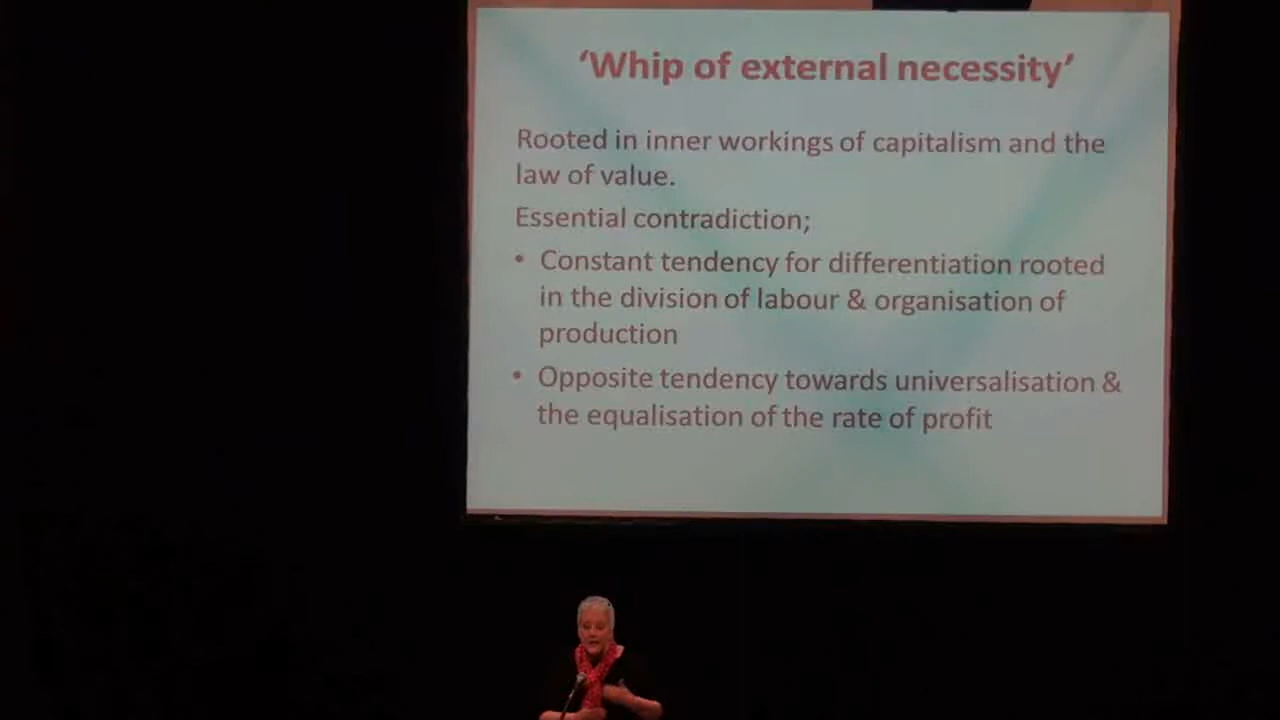 ‘Whip of external necessity’
Rooted in inner workings of capitalism and the
law of value.
Essential contradiction;
• Constant tendency for differentiation rooted
in the division of labour & organisation of
production
• Opposite tendency towards universalisation &
the equalisation of the rate of profit